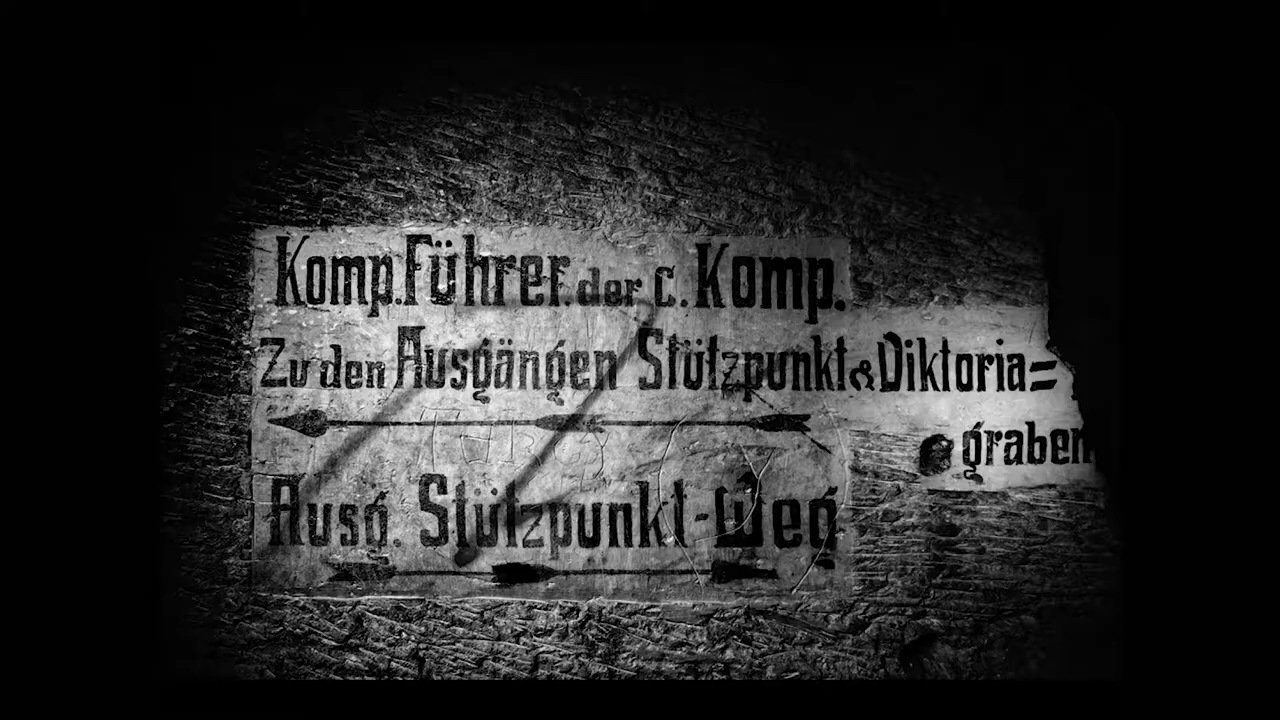 Komp. Führer der c. Komp.
Zu den Ausgängen Stützpunkt & Viktoria=
graben
Ausg. Stützpunkt-Weg